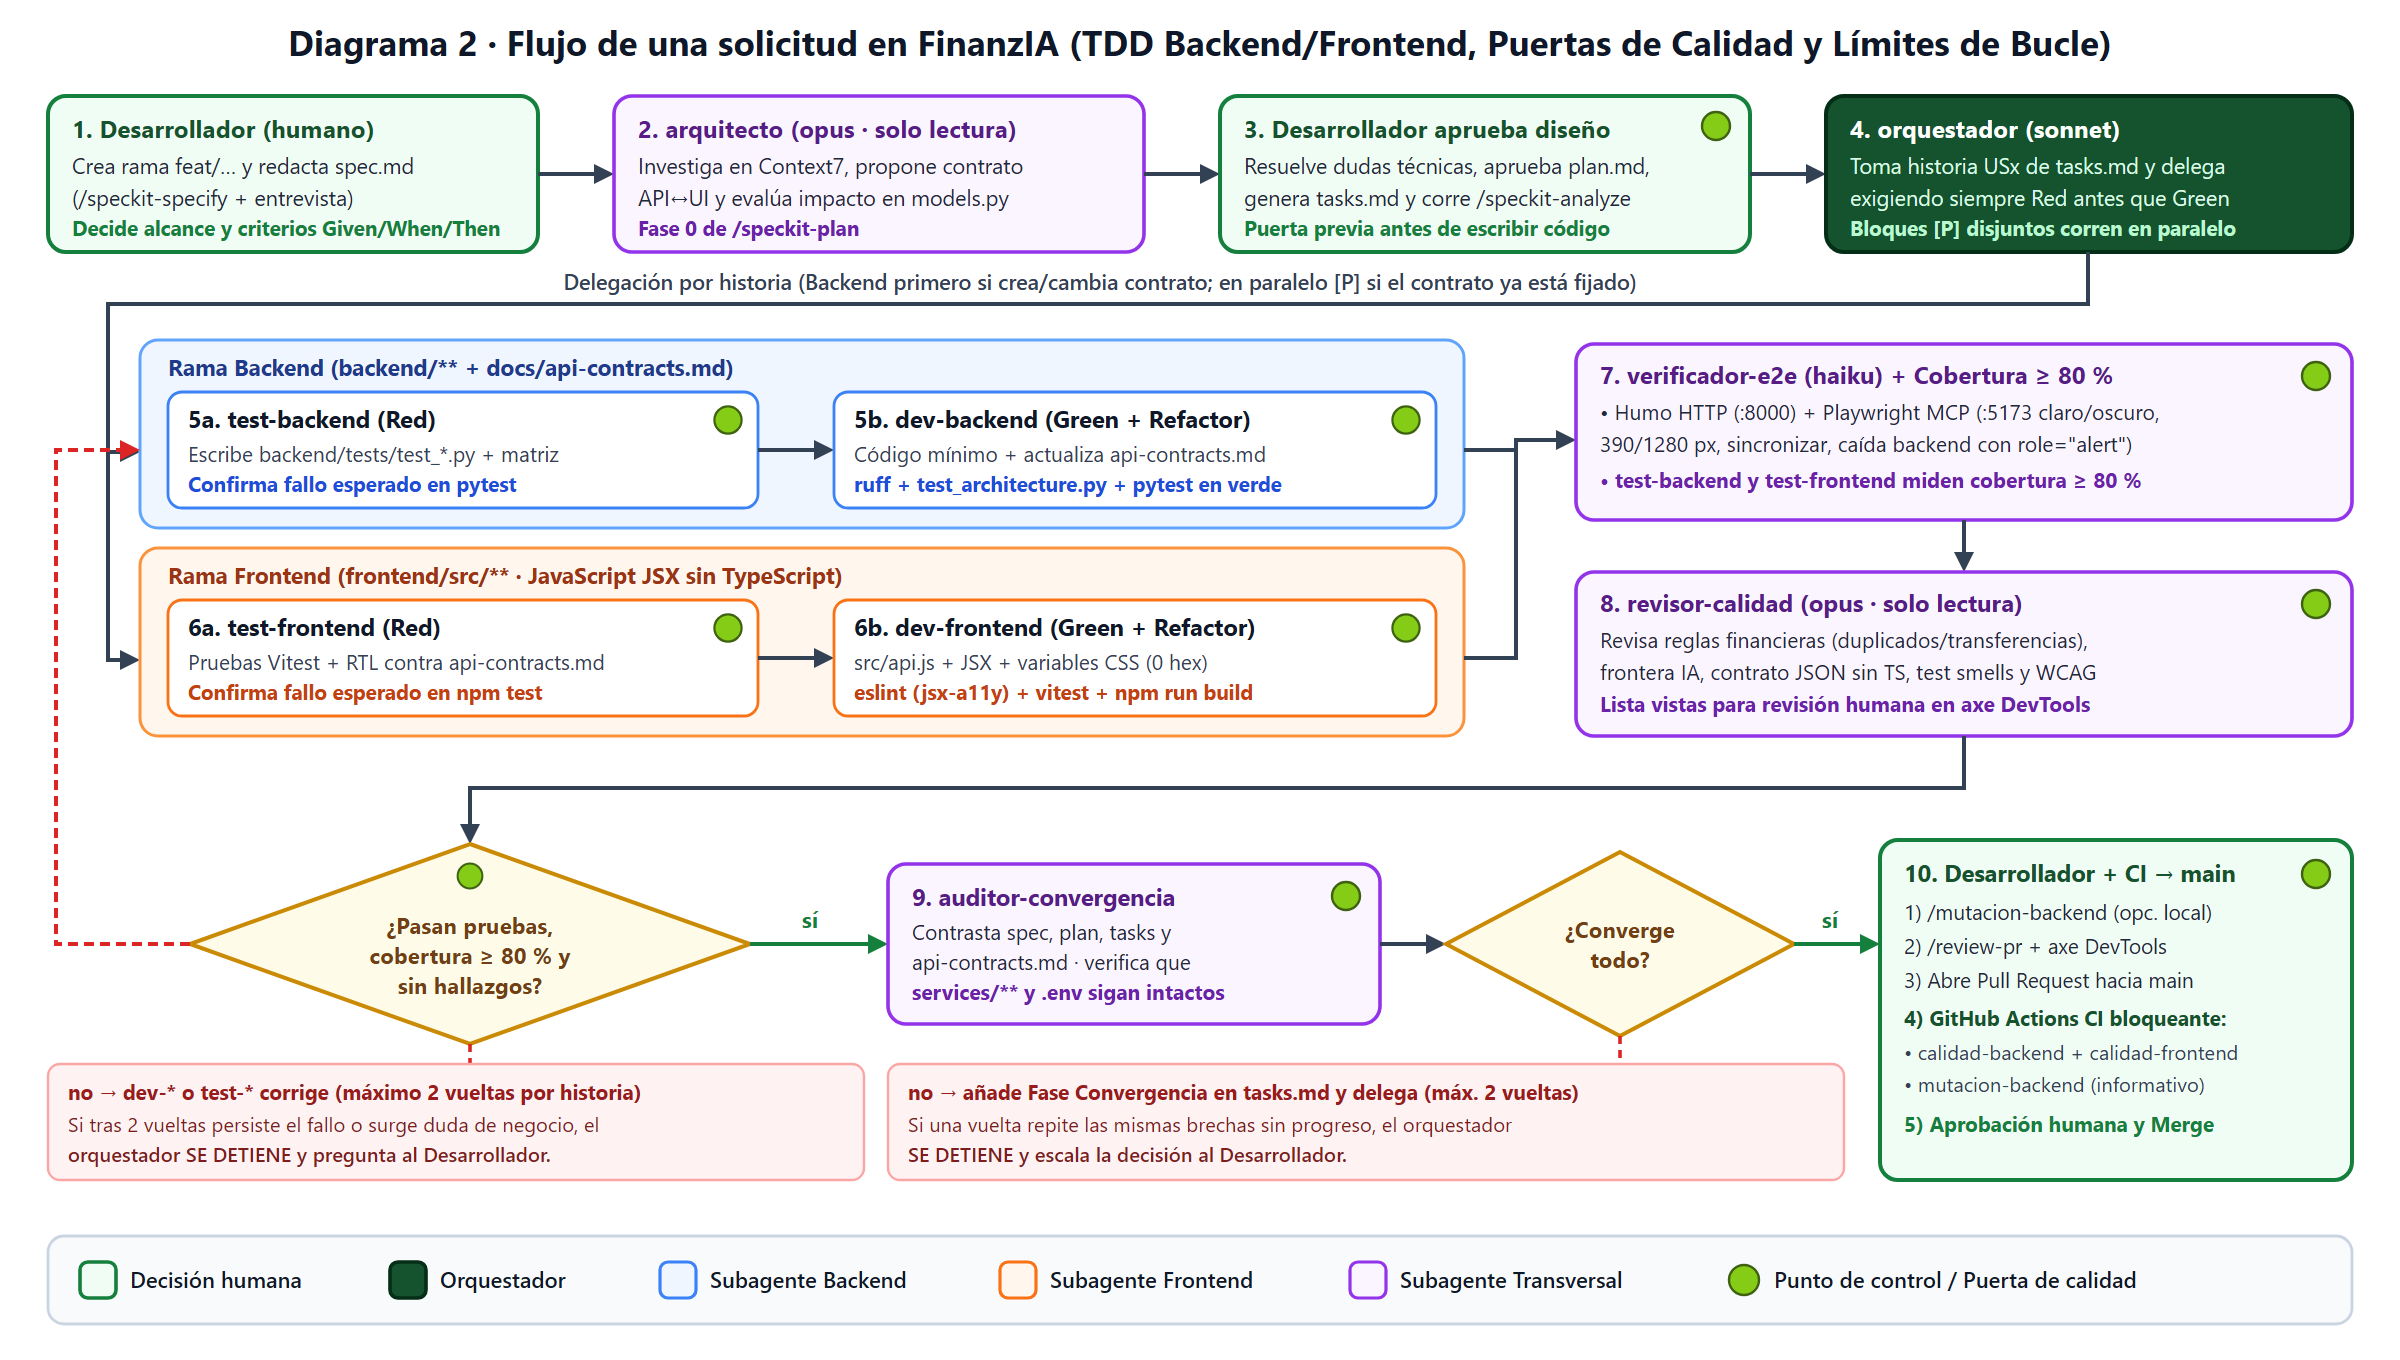 Diagrama 2 · Flujo de una solicitud en FinanzIA (TDD Backend/Frontend, Puertas de Calidad y Límites de Bucle)
1. Desarrollador (humano)
Crea rama feat/... y redacta spec.md
(/speckit-specify + entrevista)
Decide alcance y criterios Given/When/Then
2. arquitecto (opus · solo lectura)
Investiga en Context7, propone contrato
API↔UI y evalúa impacto en models.py
Fase 0 de /speckit-plan
3. Desarrollador aprueba diseño
Resuelve dudas técnicas, aprueba plan.md,
genera tasks.md y corre /speckit-analyze
Puerta previa antes de escribir código
4. orquestador (sonnet)
Toma historia USx de tasks.md y delega
exigiendo siempre Red antes que Green
Bloques [P] disjuntos corren en paralelo
Delegación por historia (Backend primero si crea/cambia contrato; en paralelo [P] si el contrato ya está fijado)
Rama Backend (backend/** + docs/api-contracts.md)
5a. test-backend (Red)
Escribe backend/tests/test_*.py + matriz
Confirma fallo esperado en pytest
5b. dev-backend (Green + Refactor)
Código mínimo + actualiza api-contracts.md
ruff + test_architecture.py + pytest en verde
Rama Frontend (frontend/src/** · JavaScript JSX sin TypeScript)
6a. test-frontend (Red)
Pruebas Vitest + RTL contra api-contracts.md
Confirma fallo esperado en npm test
6b. dev-frontend (Green + Refactor)
src/api.js + JSX + variables CSS (0 hex)
eslint (jsx-a11y) + vitest + npm run build
7. verificador-e2e (haiku) + Cobertura ≥ 80 %
• Humo HTTP (:8000) + Playwright MCP (:5173 claro/oscuro,
390/1280 px, sincronizar, caída backend con role="alert")
• test-backend y test-frontend miden cobertura ≥ 80 %
8. revisor-calidad (opus · solo lectura)
Revisa reglas financieras (duplicados/transferencias),
frontera IA, contrato JSON sin TS, test smells y WCAG
Lista vistas para revisión humana en axe DevTools
¿Pasan pruebas,
cobertura ≥ 80 % y
sin hallazgos?
sí
9. auditor-convergencia
Contrasta spec, plan, tasks y
api-contracts.md · verifica que
services/** y .env sigan intactos
¿Converge
todo?
sí
10. Desarrollador + CI → main
1) /mutacion-backend (opc. local)
2) /review-pr + axe DevTools
3) Abre Pull Request hacia main
4) GitHub Actions CI bloqueante:
• calidad-backend + calidad-frontend
• mutacion-backend (informativo)
5) Aprobación humana y Merge
no → dev-* o test-* corrige (máximo 2 vueltas por historia)
Si tras 2 vueltas persiste el fallo o surge duda de negocio, el
orquestador SE DETIENE y pregunta al Desarrollador.
no → añade Fase Convergencia en tasks.md y delega (máx. 2 vueltas)
Si una vuelta repite las mismas brechas sin progreso, el orquestador
SE DETIENE y escala la decisión al Desarrollador.
Decisión humana
Orquestador
Subagente Backend
Subagente Frontend
Subagente Transversal
Punto de control / Puerta de calidad